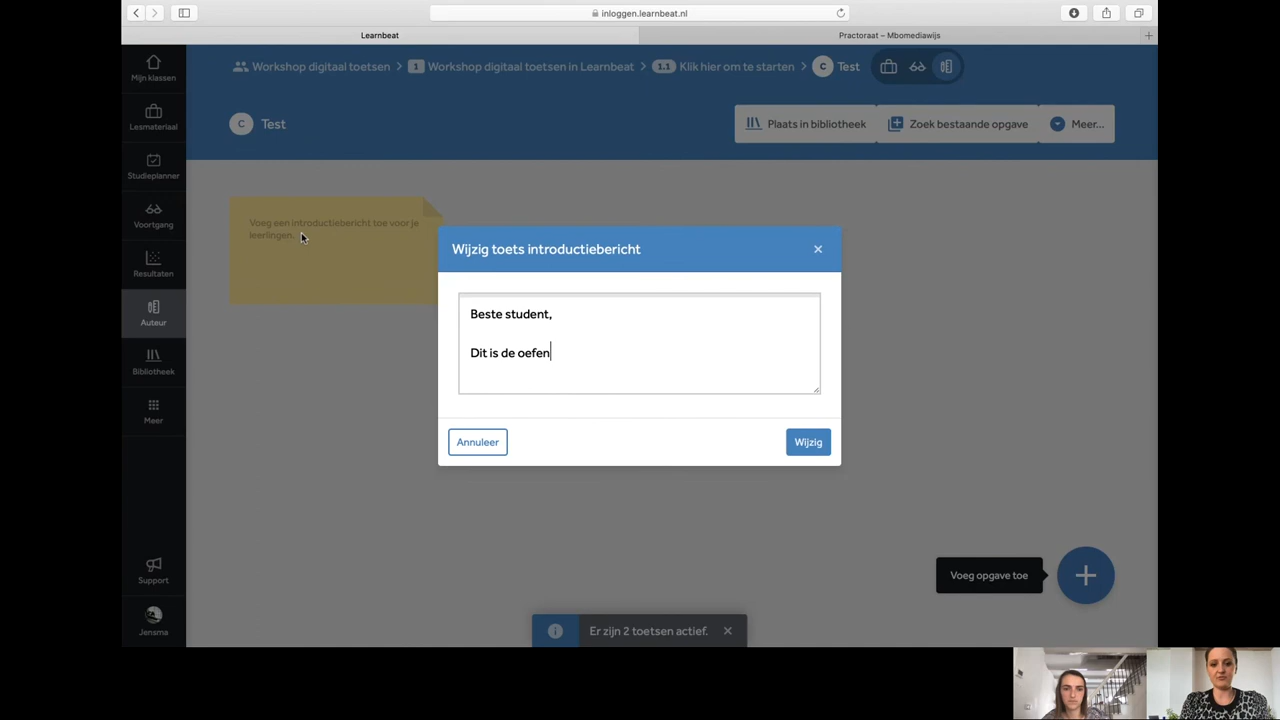 inloggen.learnbeat.nl
Learnbeat
Practoraat – Mbomediawijs
Mijn klassen
Lesmateriaal
Studieplanner
Voortgang
Resultaten
Auteur
Bibliotheek
Meer
Support
Jensma
Workshop digitaal toetsen
1 Workshop digitaal toetsen in Learnbeat
1.1 Klik hier om te starten
C Test
C Test
Plaats in bibliotheek
Zoek bestaande opgave
Meer...
Voeg een introductiebericht toe voor je
leerlingen.
Wijzig toets introductiebericht
Beste student,
Dit is de oefen
Annuleer
Wijzig
Voeg opgave toe
Er zijn 2 toetsen actief.